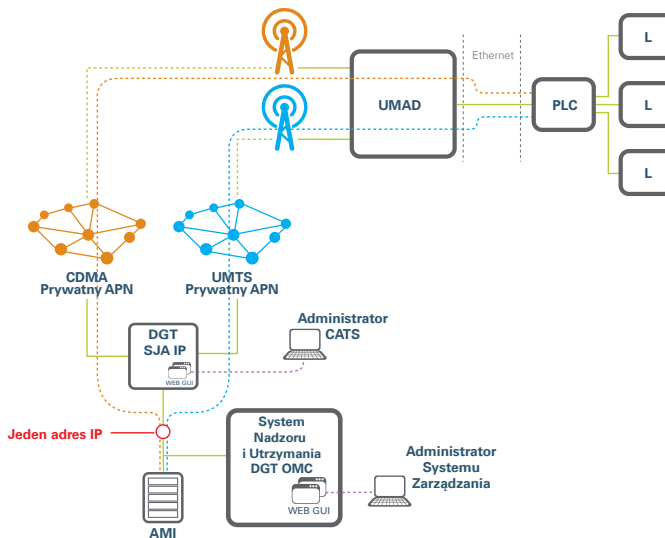 Ethernet
L
UMAD
PLC
L
L
CDMA
Prywatny APN
UMTS
Prywatny APN
DGT
SJA IP
WEB GUI
Administrator
CATS
Jeden adres IP
System
Nadzoru
i Utrzymania
DGT OMC
WEB GUI
Administrator
Systemu
Zarządzania
AMI